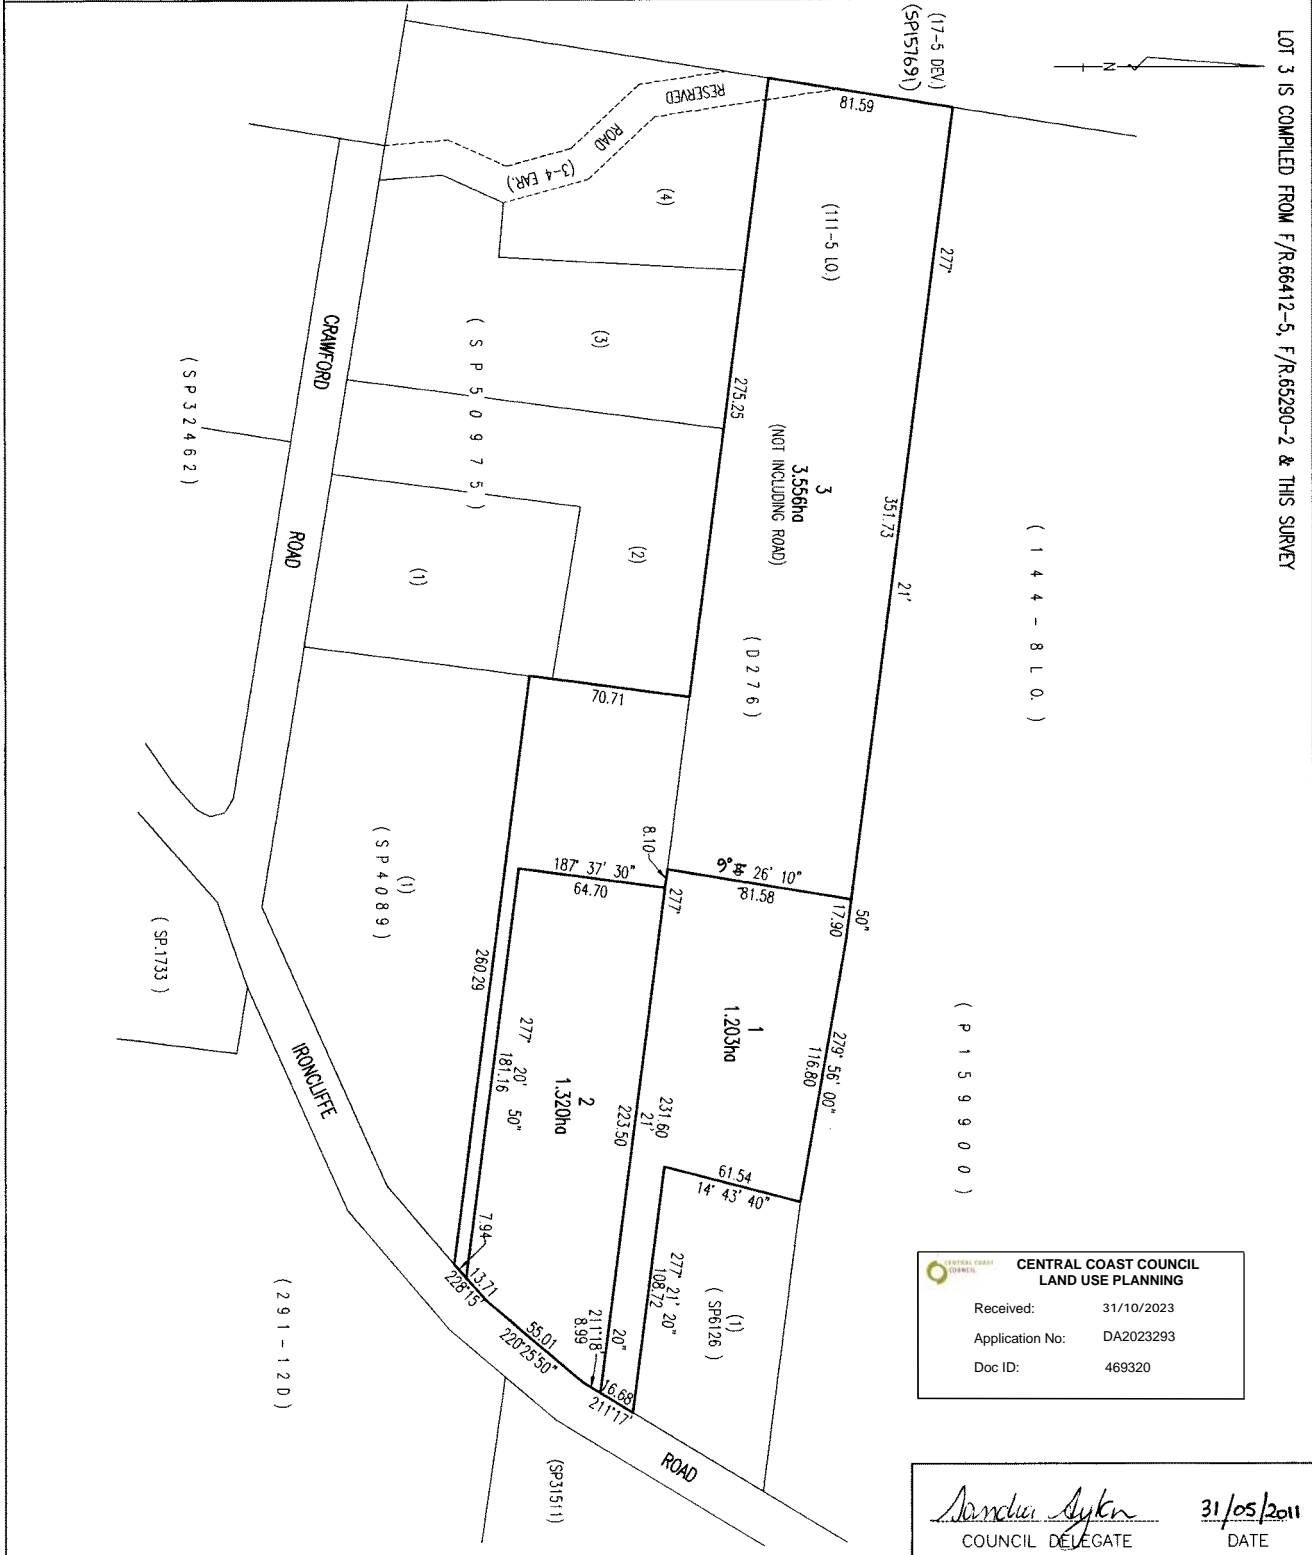 LOT 3 IS COMPILED FROM F/R.66412-5, F/R.65290-2 & THIS SURVEY
N
(17-5 DEV.)
(SP157691)
81.59
RESERVED
ROAD
(3-4 EAR.)
(4)
(111-5 LO.)
277°
(3)
275.25
3
3.556ha
(NOT INCLUDING ROAD)
351.73
21'
(144-8 LO.)
CRAWFORD
ROAD
(SP32462)
(SP50975)
(2)
(1)
(D276)
70.71
8.10
187° 37' 30"
64.70
26' 10"
81.58
277'
17.90
50"
(1)
(SP4089)
(SP.1733)
260.29
277° 20' 50"
181.16
2
1.320ha
1
1.203ha
231.60
21'
223.50
279° 56' 00"
116.80
(P159900)
61.54
14° 43' 40"
277° 21' 20"
108.72
(1)
(SP6126)
IRONCLIFFE
ROAD
7.94
13.71
228°15'
55.01
220°25'50"
211°18'
8.99
20"
16.68
211°17'
(291-12D)
(SP31511)
CENTRAL COAST COUNCIL
CENTRAL COAST COUNCIL
LAND USE PLANNING
Received: 31/10/2023
Application No: DA2023293
Doc ID: 469320
31/05/2011
COUNCIL DELEGATE DATE